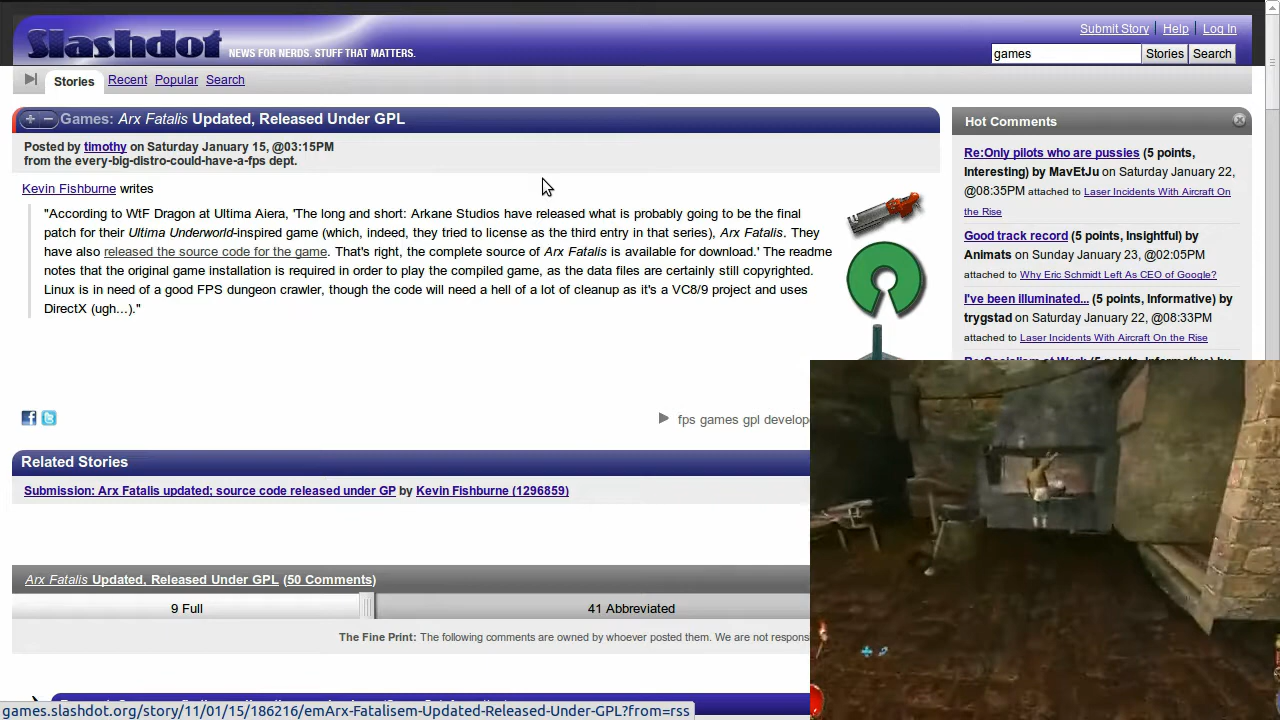 Slashdot NEWS FOR NERDS. STUFF THAT MATTERS.
Submit Story Help Log In
games Stories Search
Stories Recent Popular Search
Games: Arx Fatalis Updated, Released Under GPL
Posted by timothy on Saturday January 15, @03:15PM
from the every-big-distro-could-have-a-fps dept.
Kevin Fishburne writes
"According to WtF Dragon at Ultima Aiera, 'The long and short: Arkane Studios have released what is probably going to be the final
patch for their Ultima Underworld-inspired game (which, indeed, they tried to license as the third entry in that series), Arx Fatalis. They
have also released the source code for the game. That's right, the complete source of Arx Fatalis is available for download.' The readme
notes that the original game installation is required in order to play the compiled game, as the data files are certainly still copyrighted.
Linux is in need of a good FPS dungeon crawler, though the code will need a hell of a lot of cleanup as it's a VC8/9 project and uses
DirectX (ugh...)."
fps games gpl develop
Related Stories
Submission: Arx Fatalis updated; source code released under GP by Kevin Fishburne (1296859)
Arx Fatalis Updated, Released Under GPL (50 Comments)
9 Full 41 Abbreviated
The Fine Print: The following comments are owned by whoever posted them. We are not respons
Hot Comments
Re:Only pilots who are pussies (5 points,
Interesting) by MavEtJu on Saturday January 22,
@08:35PM attached to Laser Incidents With Aircraft On
the Rise
Good track record (5 points, Insightful) by
Animats on Sunday January 23, @02:05PM
attached to Why Eric Schmidt Left As CEO of Google?
I've been illuminated... (5 points, Informative) by
trygstad on Saturday January 22, @08:33PM
attached to Laser Incidents With Aircraft On the Rise
games.slashdot.org/story/11/01/15/186216/emArx-Fatalisem-Updated-Released-Under-GPL?from=rss